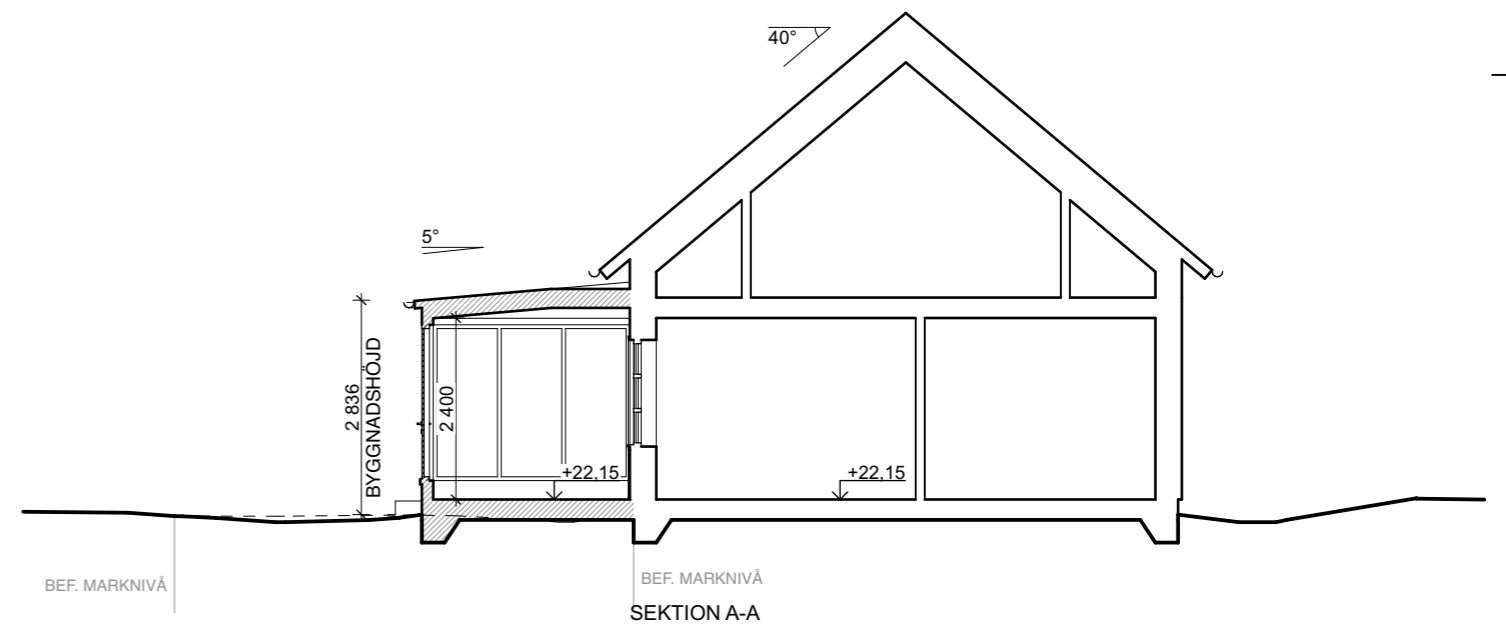 40°
5°
2 836
BYGGNADSHÖJD
2 400
+22,15
+22,15
BEF. MARKNIVÅ
BEF. MARKNIVÅ
SEKTION A-A